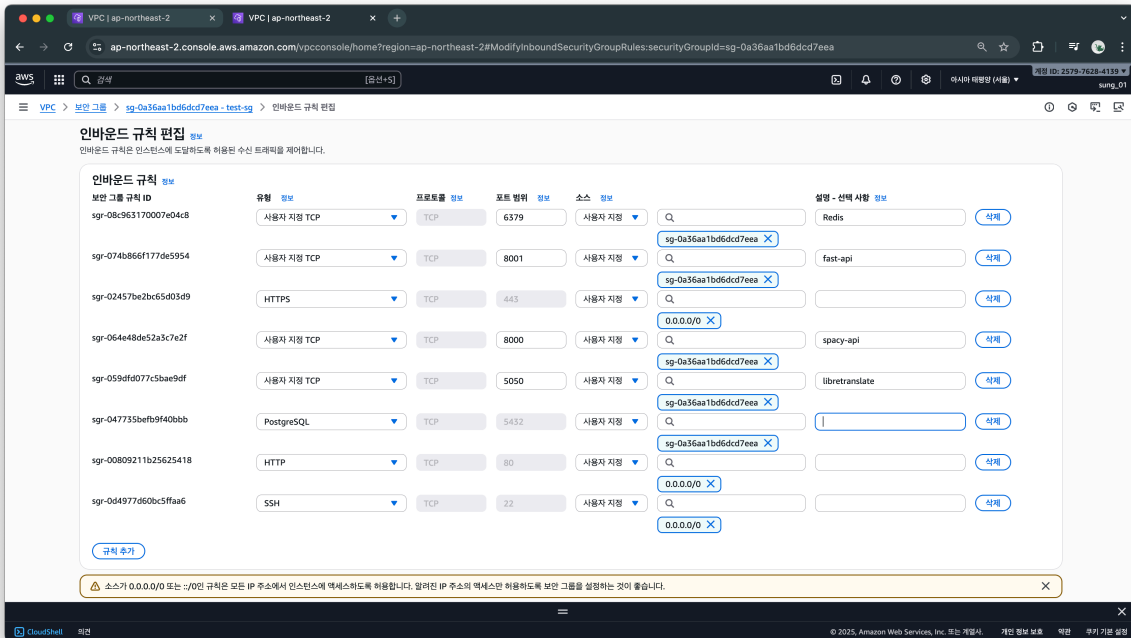 VPC | ap-northeast-2
VPC | ap-northeast-2
ap-northeast-2.console.aws.amazon.com/vpcconsole/home?region=ap-northeast-2#ModifyInboundSecurityGroupRules:securityGroupId=sg-0a36aa1bd6dcd7eea
aws 검색 [옵션+S] 아시아 태평양 (서울) 계정 ID: 2579-7628-4139
sung_01
VPC > 보안 그룹 > sg-0a36aa1bd6dcd7eea - test-sg > 인바운드 규칙 편집
인바운드 규칙 편집 정보
인바운드 규칙은 인스턴스에 도달하도록 허용된 수신 트래픽을 제어합니다.
인바운드 규칙 정보
보안 그룹 규칙 ID 유형 정보 프로토콜 정보 포트 범위 정보 소스 정보 설명 - 선택 사항 정보
sgr-08c963170007e04c8 사용자 지정 TCP TCP 6379 사용자 지정 Redis 삭제
sg-0a36aa1bd6dcd7eea
sgr-074b866f177de5954 사용자 지정 TCP TCP 8001 사용자 지정 fast-api 삭제
sg-0a36aa1bd6dcd7eea
sgr-02457be2bc65d03d9 HTTPS TCP 443 사용자 지정 삭제
0.0.0.0/0
sgr-064e48de52a3c7e2f 사용자 지정 TCP TCP 8000 사용자 지정 spacy-api 삭제
sg-0a36aa1bd6dcd7eea
sgr-059dfd077c5bae9df 사용자 지정 TCP TCP 5050 사용자 지정 libretranslate 삭제
sg-0a36aa1bd6dcd7eea
sgr-047735befb9f40bbb PostgreSQL TCP 5432 사용자 지정 삭제
sg-0a36aa1bd6dcd7eea
sgr-00809211b25625418 HTTP TCP 80 사용자 지정 삭제
0.0.0.0/0
sgr-0d4977d60bc5ffaa6 SSH TCP 22 사용자 지정 삭제
0.0.0.0/0
규칙 추가
소스가 0.0.0.0/0 또는 ::/0인 규칙은 모든 IP 주소에서 인스턴스에 액세스하도록 허용합니다. 알려진 IP 주소의 액세스만 허용하도록 보안 그룹을 설정하는 것이 좋습니다.
CloudShell 의견 © 2025, Amazon Web Services, Inc. 또는 계열사. 개인 정보 보호 약관 쿠키 기본 설정